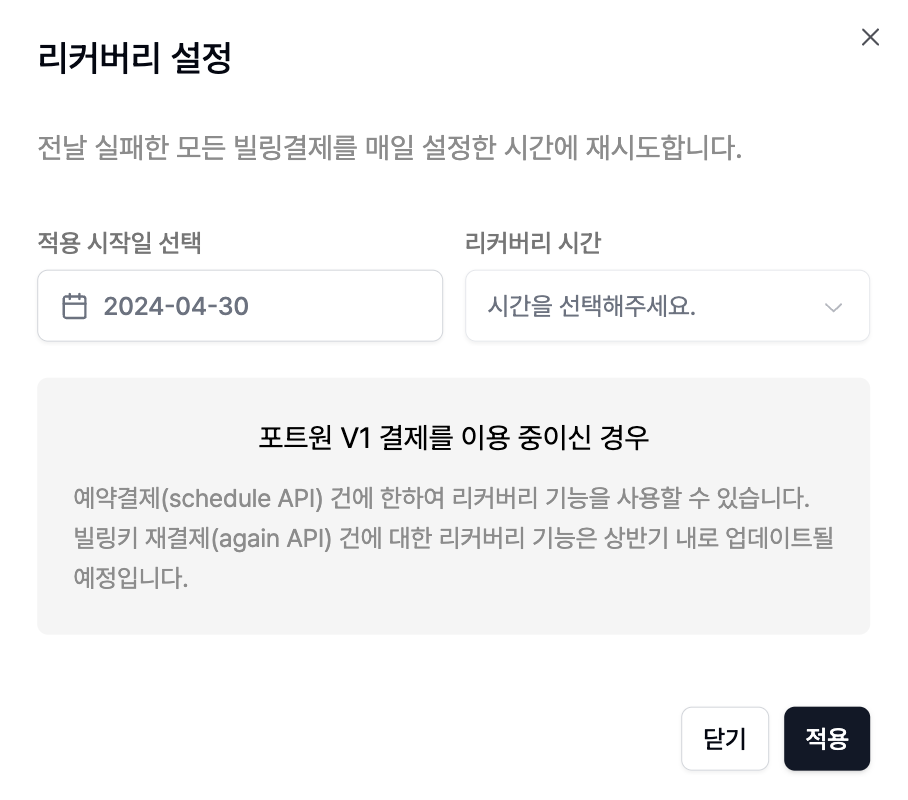 리커버리 설정
전날 실패한 모든 빌링결제를 매일 설정한 시간에 재시도합니다.
적용 시작일 선택
2024-04-30
리커버리 시간
시간을 선택해주세요.
포트원 V1 결제를 이용 중이신 경우
예약결제(schedule API) 건에 한하여 리커버리 기능을 사용할 수 있습니다.
빌링키 재결제(again API) 건에 대한 리커버리 기능은 상반기 내로 업데이트될
예정입니다.
닫기
적용